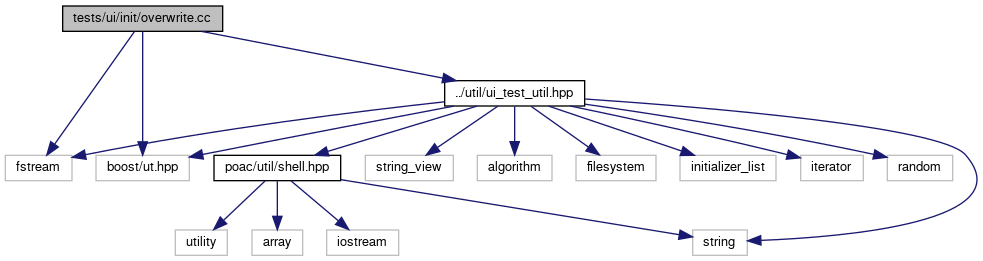 tests/ui/init/overwrite.cc
../util/ui_test_util.hpp
fstream
boost/ut.hpp
poac/util/shell.hpp
string_view
algorithm
filesystem
initializer_list
iterator
random
utility
array
iostream
string